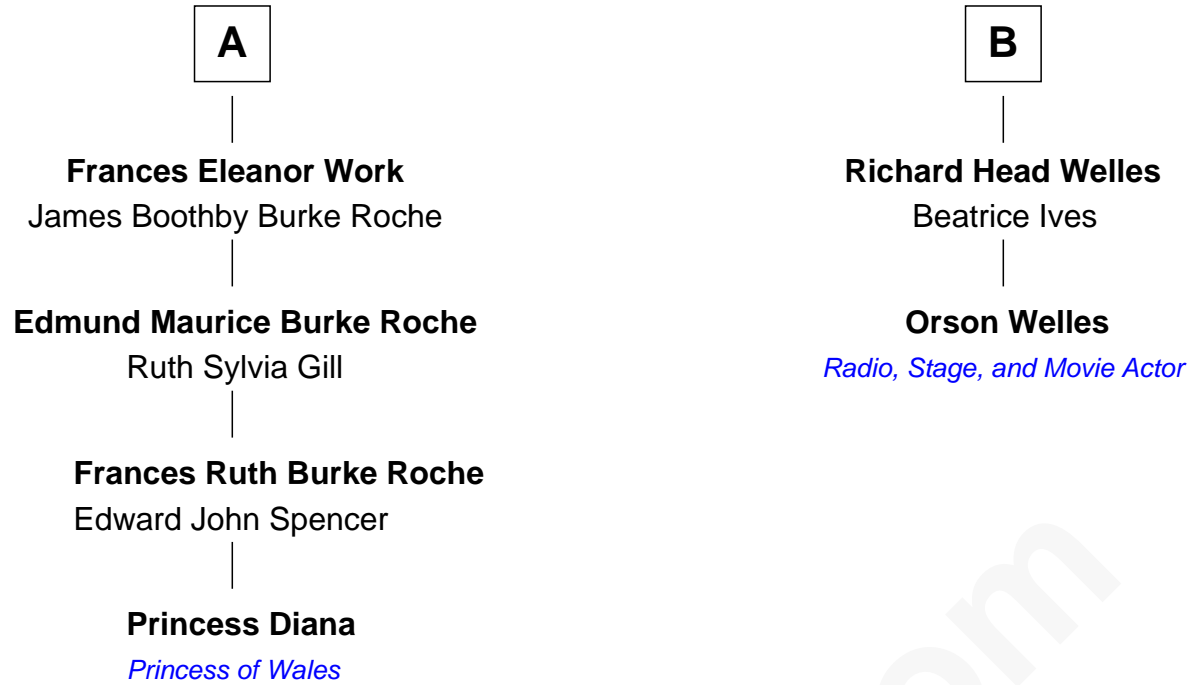 A
Frances Eleanor Work
James Boothby Burke Roche
Edmund Maurice Burke Roche
Ruth Sylvia Gill
Frances Ruth Burke Roche
Edward John Spencer
Princess Diana
Princess of Wales
B
Richard Head Welles
Beatrice Ives
Orson Welles
Radio, Stage, and Movie Actor
om